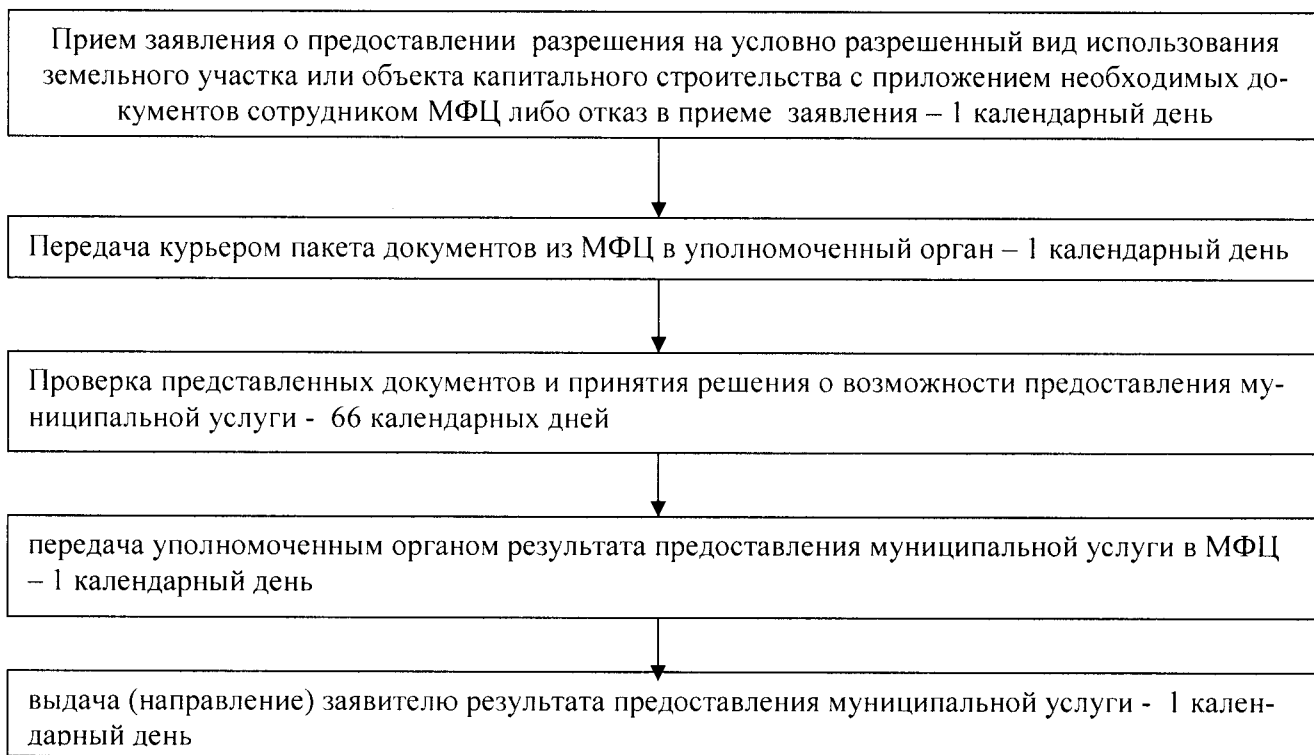 Прием заявления о предоставлении разрешения на условно разрешенный вид использования
земельного участка или объекта капитального строительства с приложением необходимых до-
кументов сотрудником МФЦ либо отказ в приеме заявления – 1 календарный день
Передача курьером пакета документов из МФЦ в уполномоченный орган – 1 календарный день
Проверка представленных документов и принятия решения о возможности предоставления му-
ниципальной услуги - 66 календарных дней
передача уполномоченным органом результата предоставления муниципальной услуги в МФЦ
– 1 календарный день
выдача (направление) заявителю результата предоставления муниципальной услуги - 1 кален-
дарный день